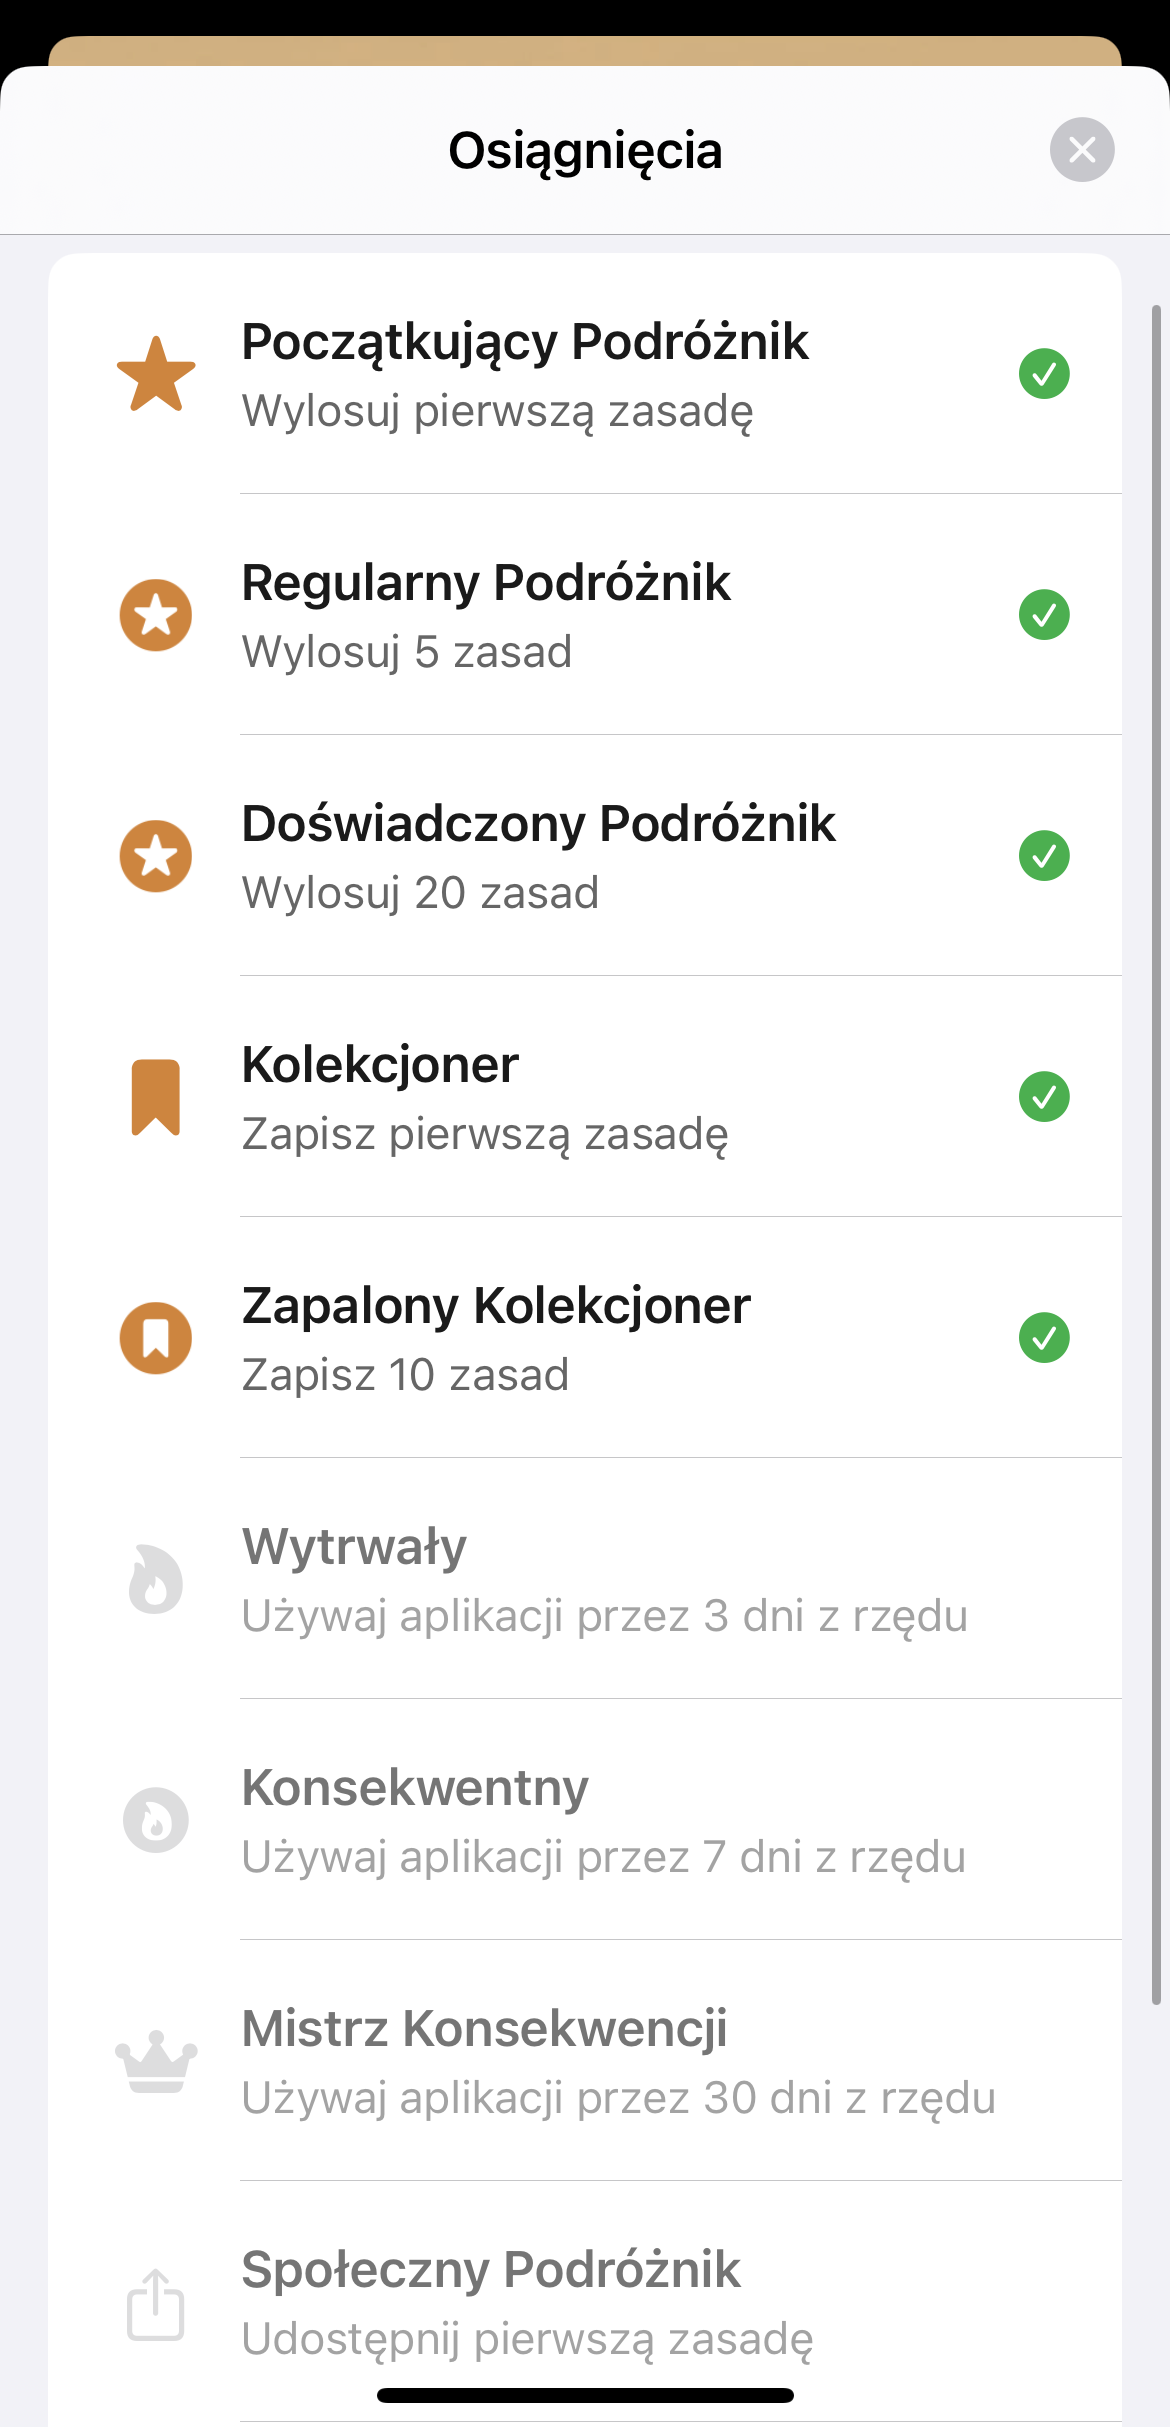 Osiągnięcia
Początkujący Podróżnik
Wylosuj pierwszą zasadę
Regularny Podróżnik
Wylosuj 5 zasad
Doświadczony Podróżnik
Wylosuj 20 zasad
Kolekcjoner
Zapisz pierwszą zasadę
Zapalony Kolekcjoner
Zapisz 10 zasad
Wytrwały
Używaj aplikacji przez 3 dni z rzędu
Konsekwentny
Używaj aplikacji przez 7 dni z rzędu
Mistrz Konsekwencji
Używaj aplikacji przez 30 dni z rzędu
Społeczny Podróżnik
Udostępnij pierwszą zasadę